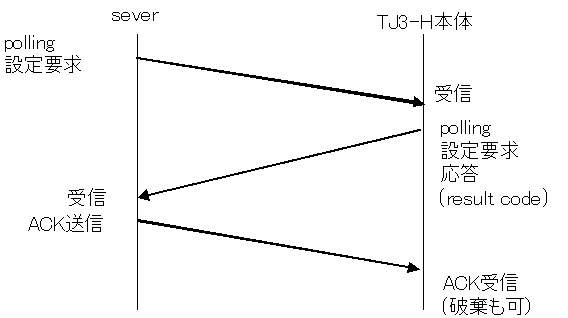 sever
TJ3-H本体
polling
設定要求
受信
polling
設定要求
応答
(result code)
受信
ACK送信
ACK受信
(破棄も可)